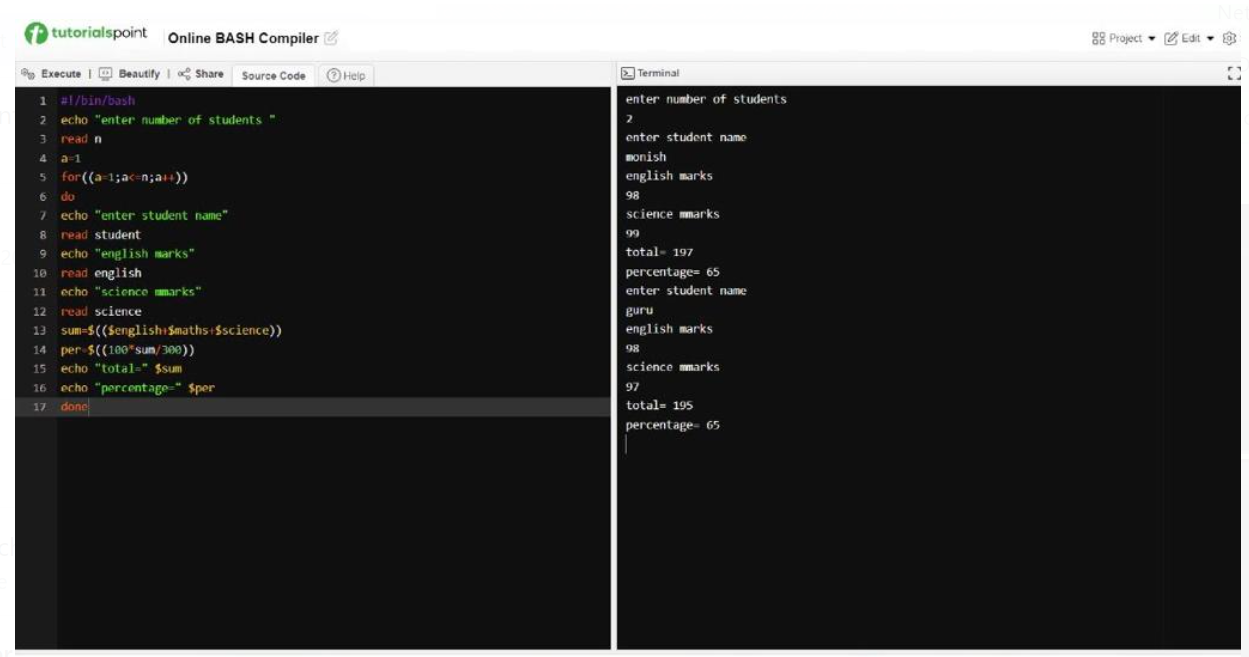 tutorialspoint Online BASH Compiler
Project Edit
Execute | Beautify | Share Source Code Help
Terminal
1 #!/bin/bash
2 echo "enter number of students "
3 read n
4 a=1
5 for((a=1;a<=n;a++))
6 do
7 echo "enter student name"
8 read student
9 echo "english marks"
10 read english
11 echo "science mmarks"
12 read science
13 sum=$(($english+$maths+$science))
14 per=$((100*sum/300))
15 echo "total=" $sum
16 echo "percentage=" $per
17 done
enter number of students
2
enter student name
monish
english marks
98
science mmarks
99
total= 197
percentage= 65
enter student name
guru
english marks
98
science mmarks
97
total= 195
percentage= 65